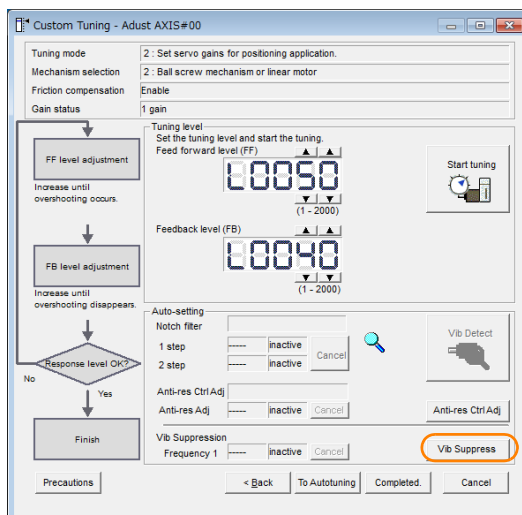 Custom Tuning - Adust AXIS#00
Tuning mode 2 : Set servo gains for positioning application.
Mechanism selection 2 : Ball screw mechanism or linear motor
Friction compensation Enable
Gain status 1 gain
FF level adjustment
Increase until
overshooting occurs.
FB level adjustment
Increase until
overshooting disappears.
Response level OK?
No
Yes
Finish
Tuning level
Set the tuning level and start the tuning.
Feed forward level (FF)
L0050
(1 - 2000)
Feedback level (FB)
L0040
(1 - 2000)
Start tuning
Auto-setting
Notch filter
1 step ----- inactive
2 step ----- inactive
Cancel
Vib Detect
Anti-res Ctrl Adj
Anti-res Adj ----- inactive Cancel
Anti-res Ctrl Adj
Vib Suppression
Frequency 1 ----- inactive Cancel
Vib Suppress
Precautions
< Back
To Autotuning
Completed.
Cancel